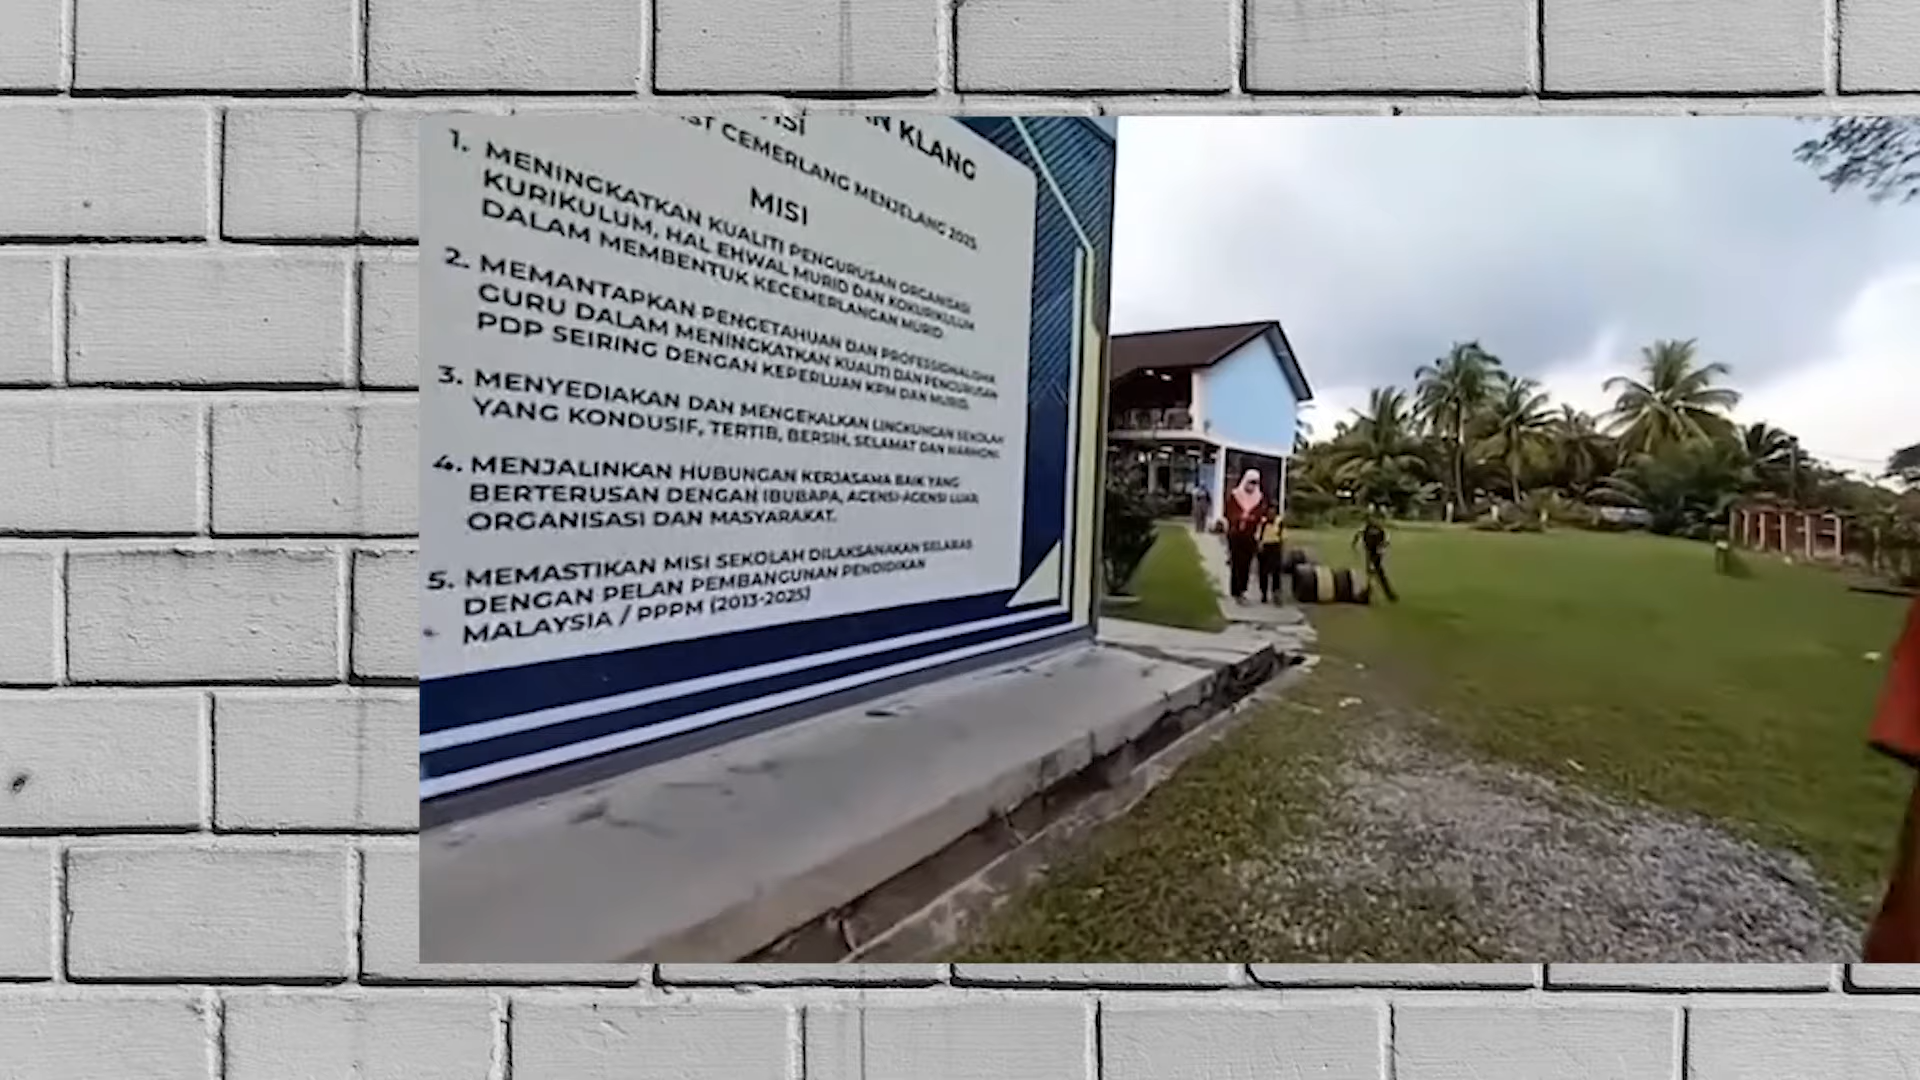 N KLANG
ISI
ST CEMERLANG MENJELANG 2025
MISI
1. MENINGKATKAN KUALITI PENGURUSAN ORGANISASI
KURIKULUM, HAL EHWAL MURID DAN KOKURIKULUM
DALAM MEMBENTUK KECEMERLANGAN MURID.
2. MEMANTAPKAN PENGETAHUAN DAN PROFESSIONALISMA
GURU DALAM MENINGKATKAN KUALITI DAN PENGURUSAN
PDP SEIRING DENGAN KEPERLUAN KPM DAN MURID.
3. MENYEDIAKAN DAN MENGEKALKAN LINGKUNGAN SEKOLAH
YANG KONDUSIF, TERTIB, BERSIH, SELAMAT DAN HARMONI.
4. MENJALINKAN HUBUNGAN KERJASAMA BAIK YANG
BERTERUSAN DENGAN IBUBAPA, AGENSI-AGENSI LUAR,
ORGANISASI DAN MASYARAKAT.
5. MEMASTIKAN MISI SEKOLAH DILAKSANAKAN SELARAS
DENGAN PELAN PEMBANGUNAN PENDIDIKAN
MALAYSIA / PPPM (2013-2025)